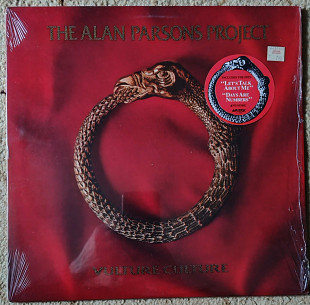 THE ALAN PARSONS PROJECT
"LET'S TALK
ABOUT ME"
"DAYS ARE
NUMBERS"
VULTURE CULTURE